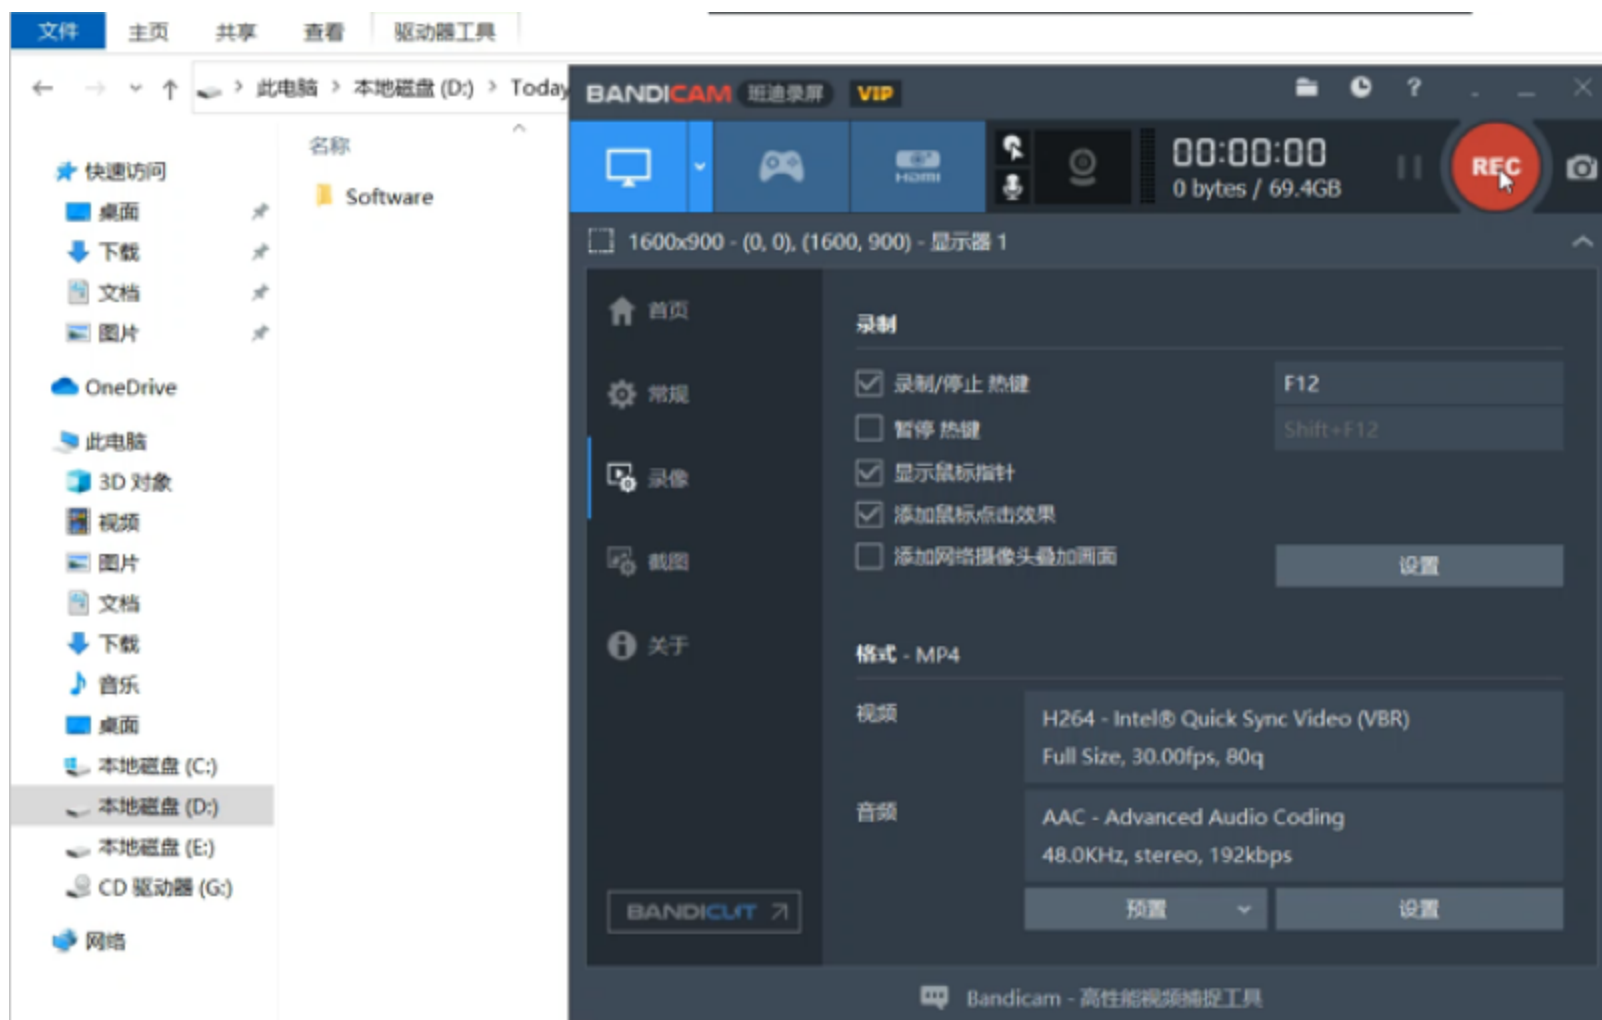 文件 主页 共享 查看 驱动器工具
此电脑 › 本地磁盘 (D:) › Today
名称
Software
快速访问
桌面
下载
文档
图片
OneDrive
此电脑
3D 对象
视频
图片
文档
下载
音乐
桌面
本地磁盘 (C:)
本地磁盘 (D:)
本地磁盘 (E:)
CD 驱动器 (G:)
网络
BANDICAM 班迪录屏 VIP
HDMI
00:00:00
0 bytes / 69.4GB
REC
1600x900 - (0, 0), (1600, 900) - 显示器 1
首页
常规
录像
截图
关于
BANDICUT
录制
录制/停止 热键 F12
暂停 热键 Shift+F12
显示鼠标指针
添加鼠标点击效果
添加网络摄像头叠加画面 设置
格式 - MP4
视频
H264 - Intel® Quick Sync Video (VBR)
Full Size, 30.00fps, 80q
音频
AAC - Advanced Audio Coding
48.0KHz, stereo, 192kbps
预置 设置
Bandicam - 高性能视频捕捉工具